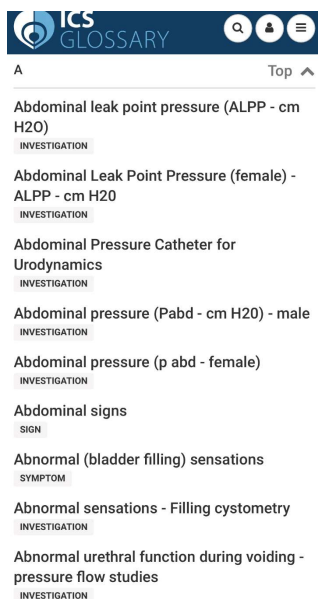 ICS
GLOSSARY
A
Top
Abdominal leak point pressure (ALPP - cm
H2O)
INVESTIGATION
Abdominal Leak Point Pressure (female) -
ALPP - cm H20
INVESTIGATION
Abdominal Pressure Catheter for
Urodynamics
INVESTIGATION
Abdominal pressure (Pabd - cm H20) - male
INVESTIGATION
Abdominal pressure (p abd - female)
INVESTIGATION
Abdominal signs
SIGN
Abnormal (bladder filling) sensations
SYMPTOM
Abnormal sensations - Filling cystometry
INVESTIGATION
Abnormal urethral function during voiding -
pressure flow studies
INVESTIGATION